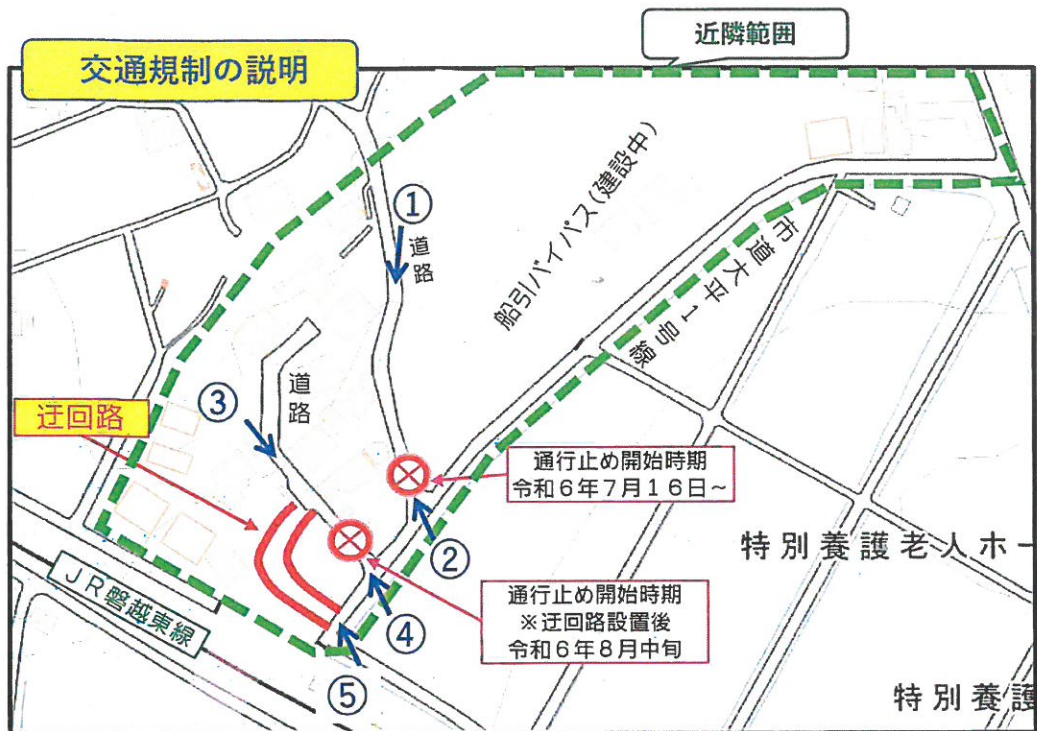 近隣範囲
交通規制の説明
船引バイパス(建設中)
①
道路
市道大平1号線
道路
③
迂回路
通行止め開始時期
令和6年7月16日~
②
特別養護老人ホー
JR磐越東線
④
通行止め開始時期
※迂回路設置後
令和6年8月中旬
⑤
特別養護